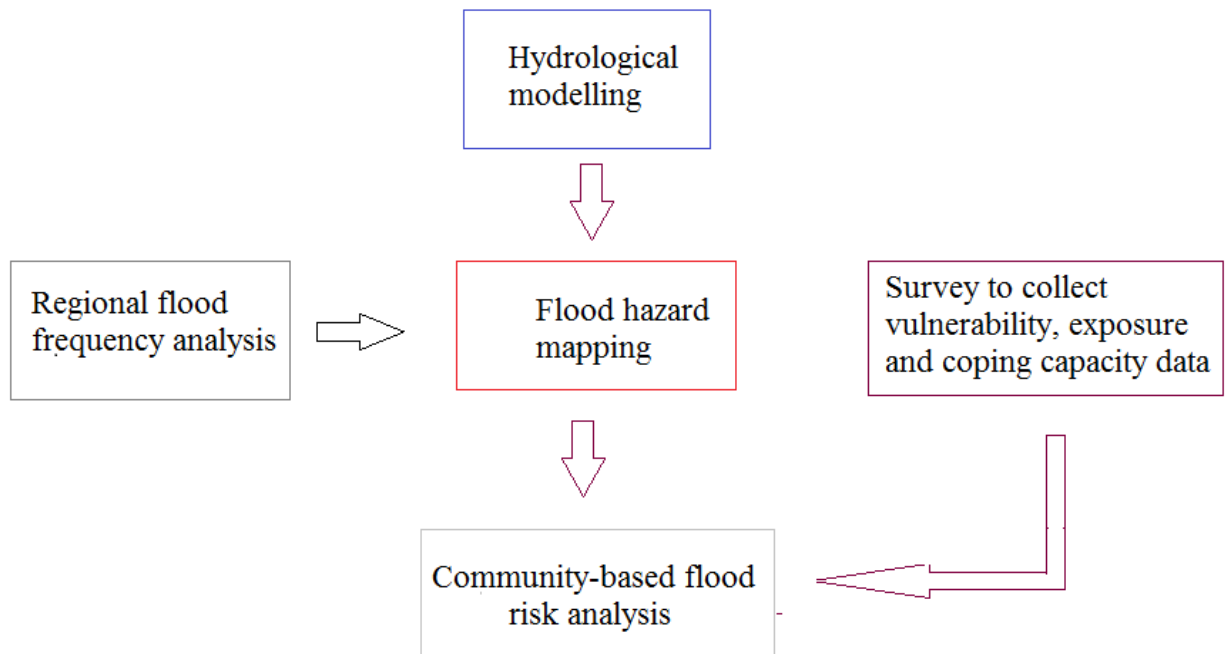 Hydrological
modelling
Regional flood
frequency analysis
Flood hazard
mapping
Survey to collect
vulnerability, exposure
and coping capacity data
Community-based flood
risk analysis